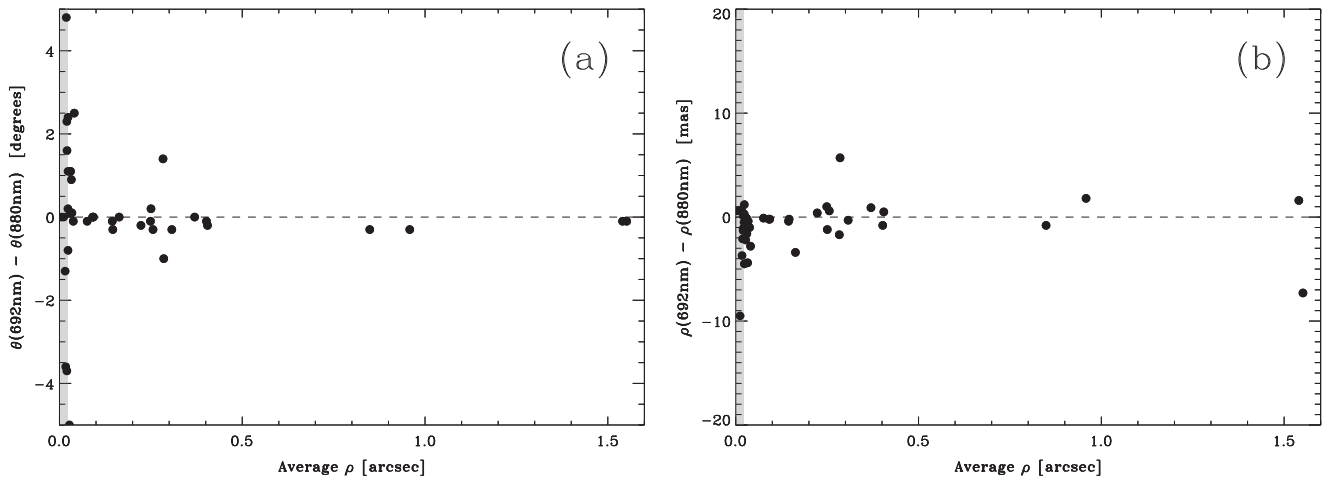 (a)
θ(692nm) − θ(880nm) [degrees]
4
2
0
−2
−4
0.0 0.5 1.0 1.5
Average ρ [arcsec]
(b)
ρ(692nm) − ρ(880nm) [mas]
20
10
0
−10
−20
0.0 0.5 1.0 1.5
Average ρ [arcsec]